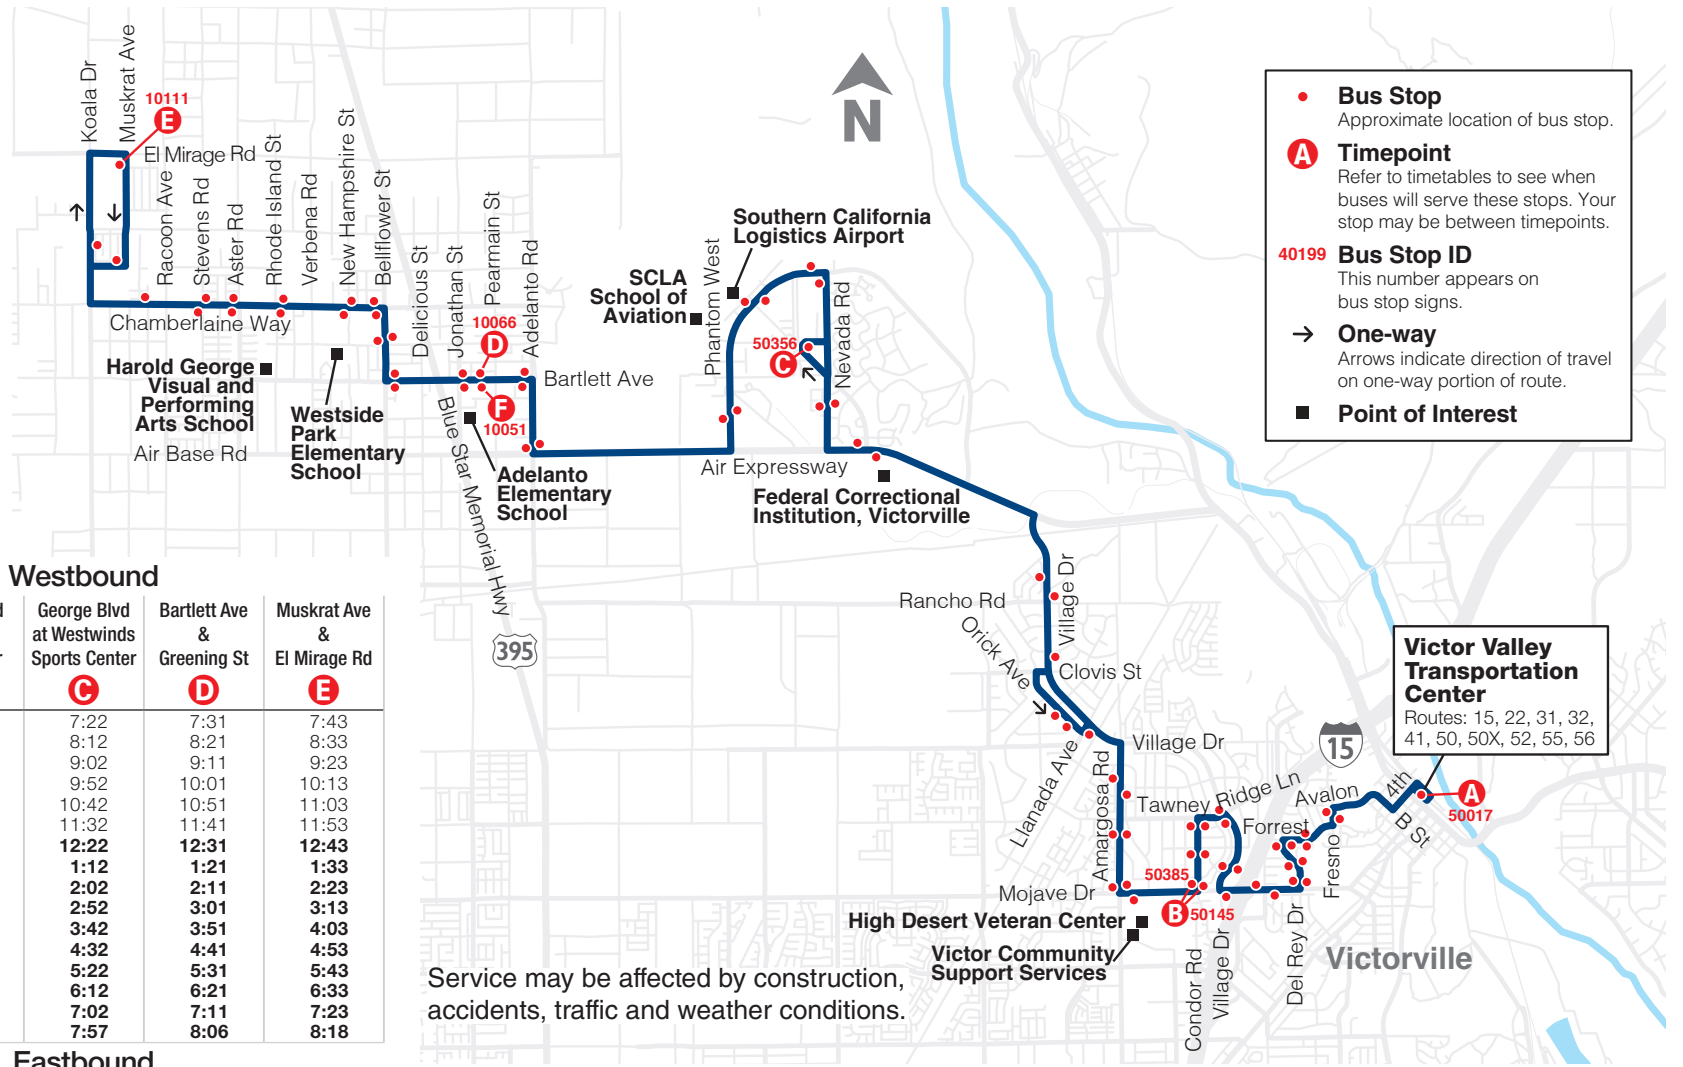 Koala Dr
Muskrat Ave
10111
E
El Mirage Rd
Racoon Ave
Stevens Rd
Aster Rd
Rhode Island St
Verbena Rd
New Hampshire St
Bellflower St
Delicious St
Jonathan St
Pearmain St
Adelanto Rd
Chamberlaine Way
10066
D
Bartlett Ave
F
10051
Harold George
Visual and
Performing
Arts School
Westside
Park
Elementary
School
Air Base Rd
Blue Star Memorial Hwy
Adelanto
Elementary
School
395
N
Southern California
Logistics Airport
SCLA
School of
Aviation
Phantom West
Nevada Rd
50356
C
Air Expressway
Federal Correctional
Institution, Victorville
Bus Stop
Approximate location of bus stop.
A
Timepoint
Refer to timetables to see when
buses will serve these stops. Your
stop may be between timepoints.
40199
Bus Stop ID
This number appears on
bus stop signs.
One-way
Arrows indicate direction of travel
on one-way portion of route.
Point of Interest
Rancho Rd
Village Dr
Orick Ave
Clovis St
Llanada Ave
Village Dr
Amargosa Rd
Tawney Ridge Ln
Mojave Dr
50385
B
50145
High Desert Veteran Center
Victor Community
Support Services
Condor Rd
Village Dr
Del Rey Dr
Forrest
Fresno
Avalon
4th
B St
15
Victor Valley
Transportation
Center
Routes: 15, 22, 31, 32,
41, 50, 50X, 52, 55, 56
A
50017
Victorville
Service may be affected by construction,
accidents, traffic and weather conditions.
Westbound
George Blvd
at Westwinds
Sports Center
C
Bartlett Ave
&
Greening St
D
Muskrat Ave
&
El Mirage Rd
E
7:22 7:31 7:43
8:12 8:21 8:33
9:02 9:11 9:23
9:52 10:01 10:13
10:42 10:51 11:03
11:32 11:41 11:53
12:22 12:31 12:43
1:12 1:21 1:33
2:02 2:11 2:23
2:52 3:01 3:13
3:42 3:51 4:03
4:32 4:41 4:53
5:22 5:31 5:43
6:12 6:21 6:33
7:02 7:11 7:23
7:57 8:06 8:18
Eastbound